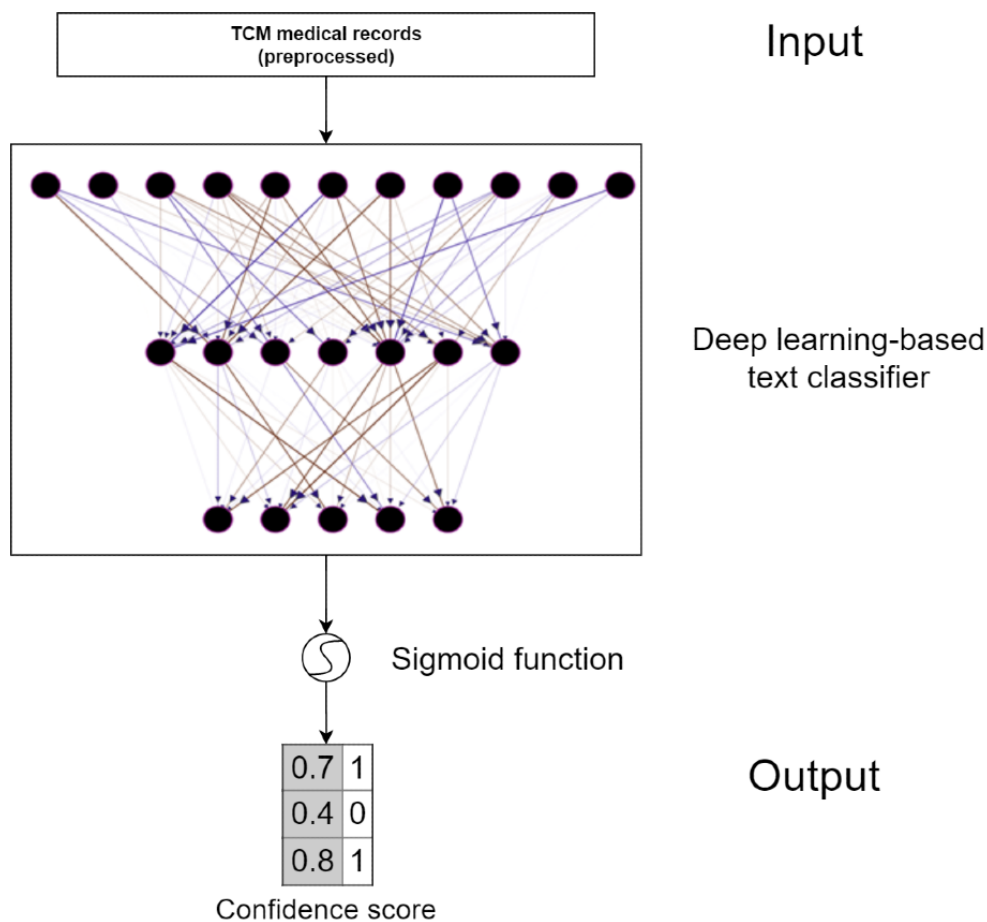 TCM medical records
(preprocessed)
Input
Deep learning-based
text classifier
Sigmoid function
0.7 1
0.4 0
0.8 1
Output
Confidence score